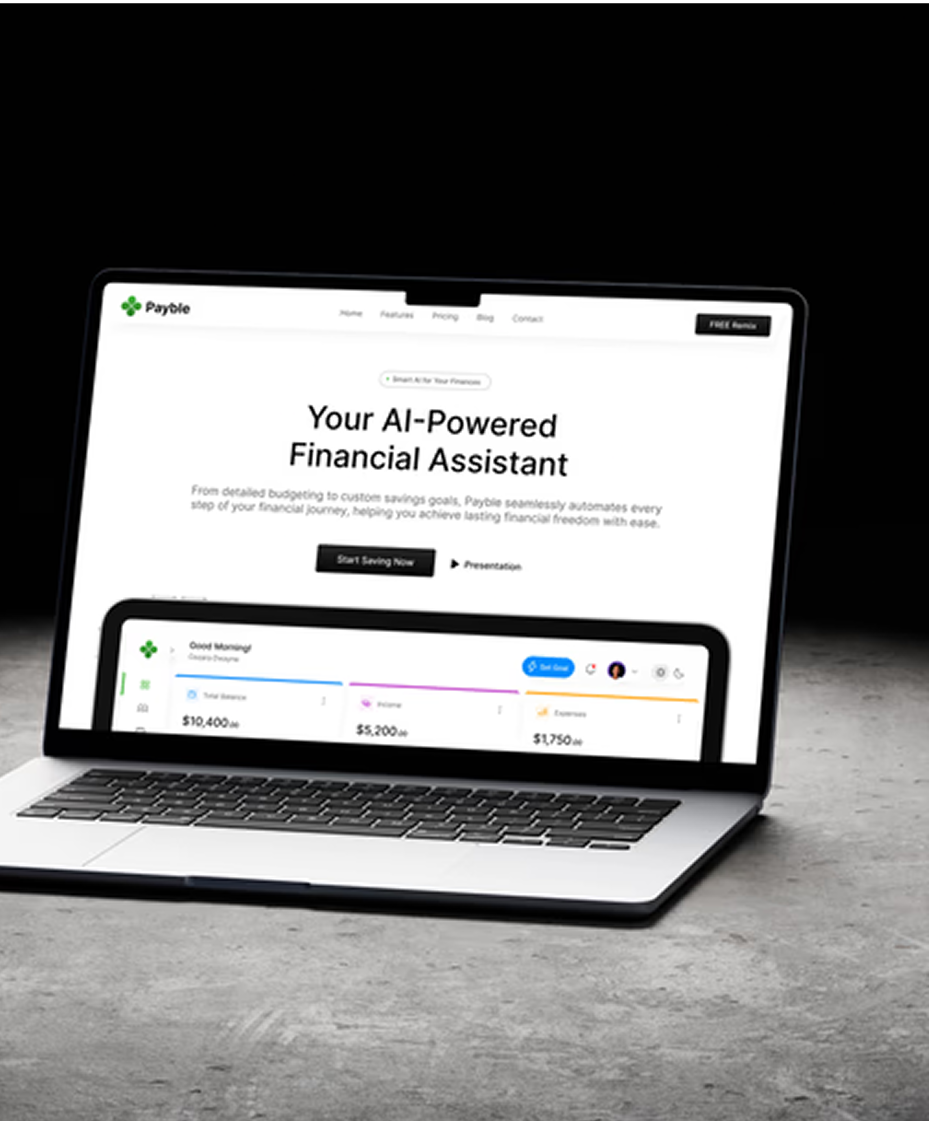 Payble
Home Features Pricing Blog Contact
FREE Remix
Smart AI for Your Finances
Your AI-Powered
Financial Assistant
From detailed budgeting to custom savings goals, Payble seamlessly automates every
step of your financial journey, helping you achieve lasting financial freedom with ease.
Start Saving Now
Presentation
Good Morning!
Set Goal
Total Balance
Income
Expenses
$10,400.00
$5,200.00
$1,750.00